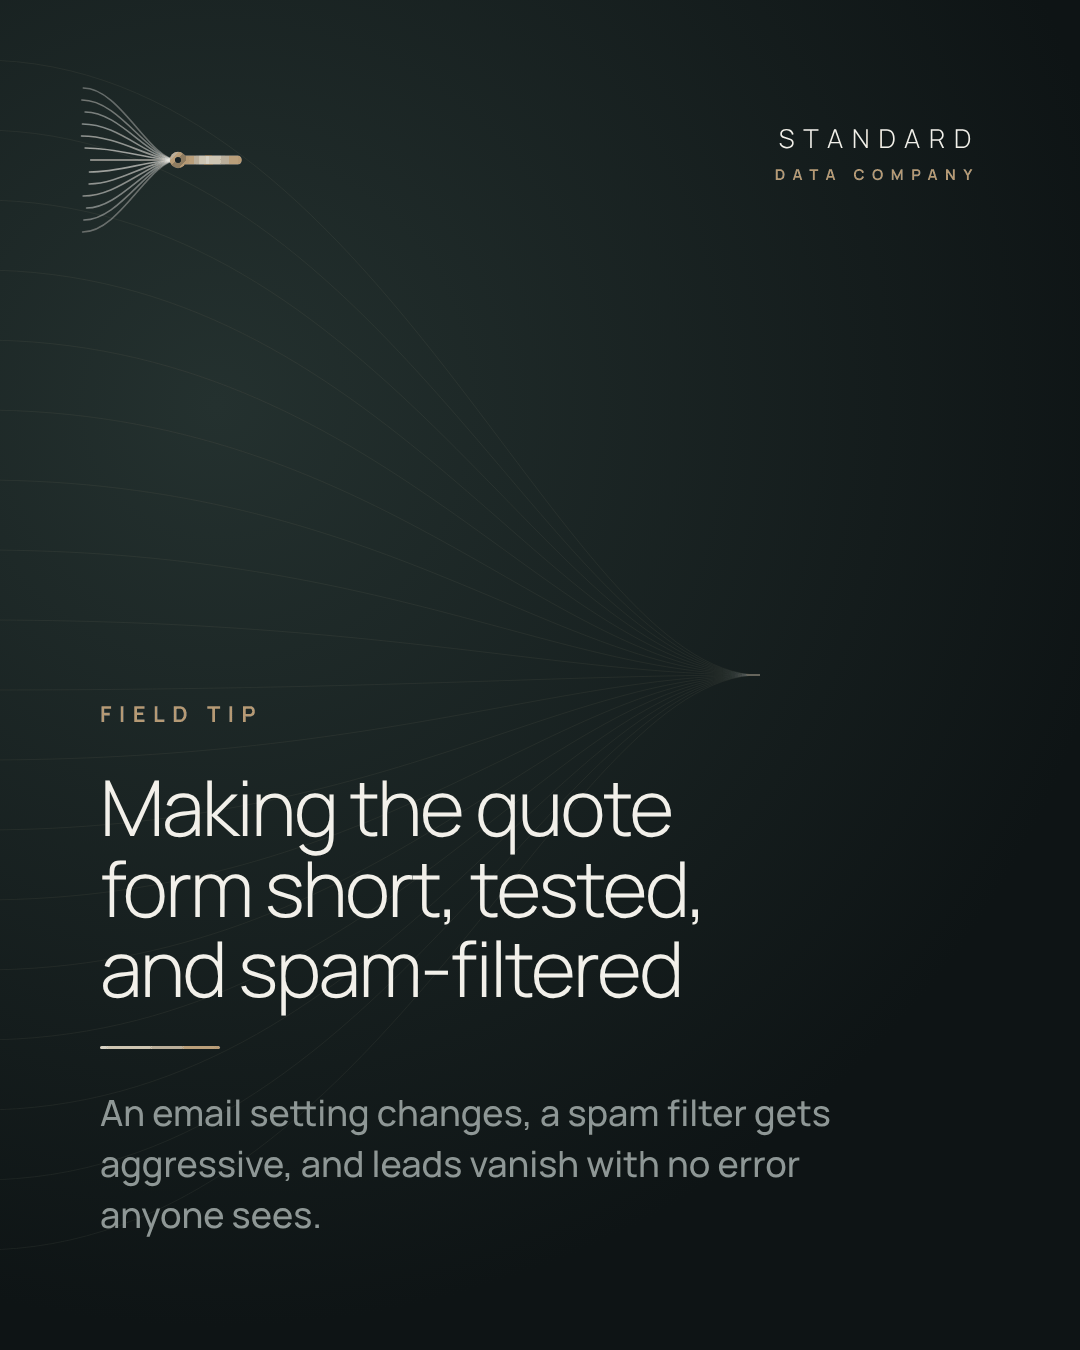 STANDARD
DATA COMPANY
FIELD TIP
Making the quote
form short, tested,
and spam-filtered
An email setting changes, a spam filter gets
aggressive, and leads vanish with no error
anyone sees.